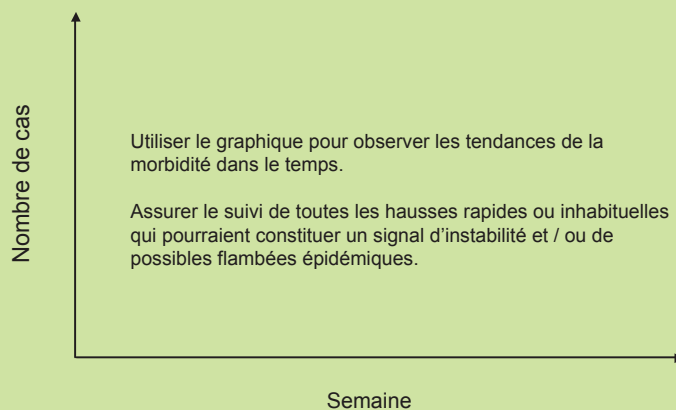 Nombre de cas
Utiliser le graphique pour observer les tendances de la
morbidité dans le temps.
Assurer le suivi de toutes les hausses rapides ou inhabituelles
qui pourraient constituer un signal d’instabilité et / ou de
possibles flambées épidémiques.
Semaine